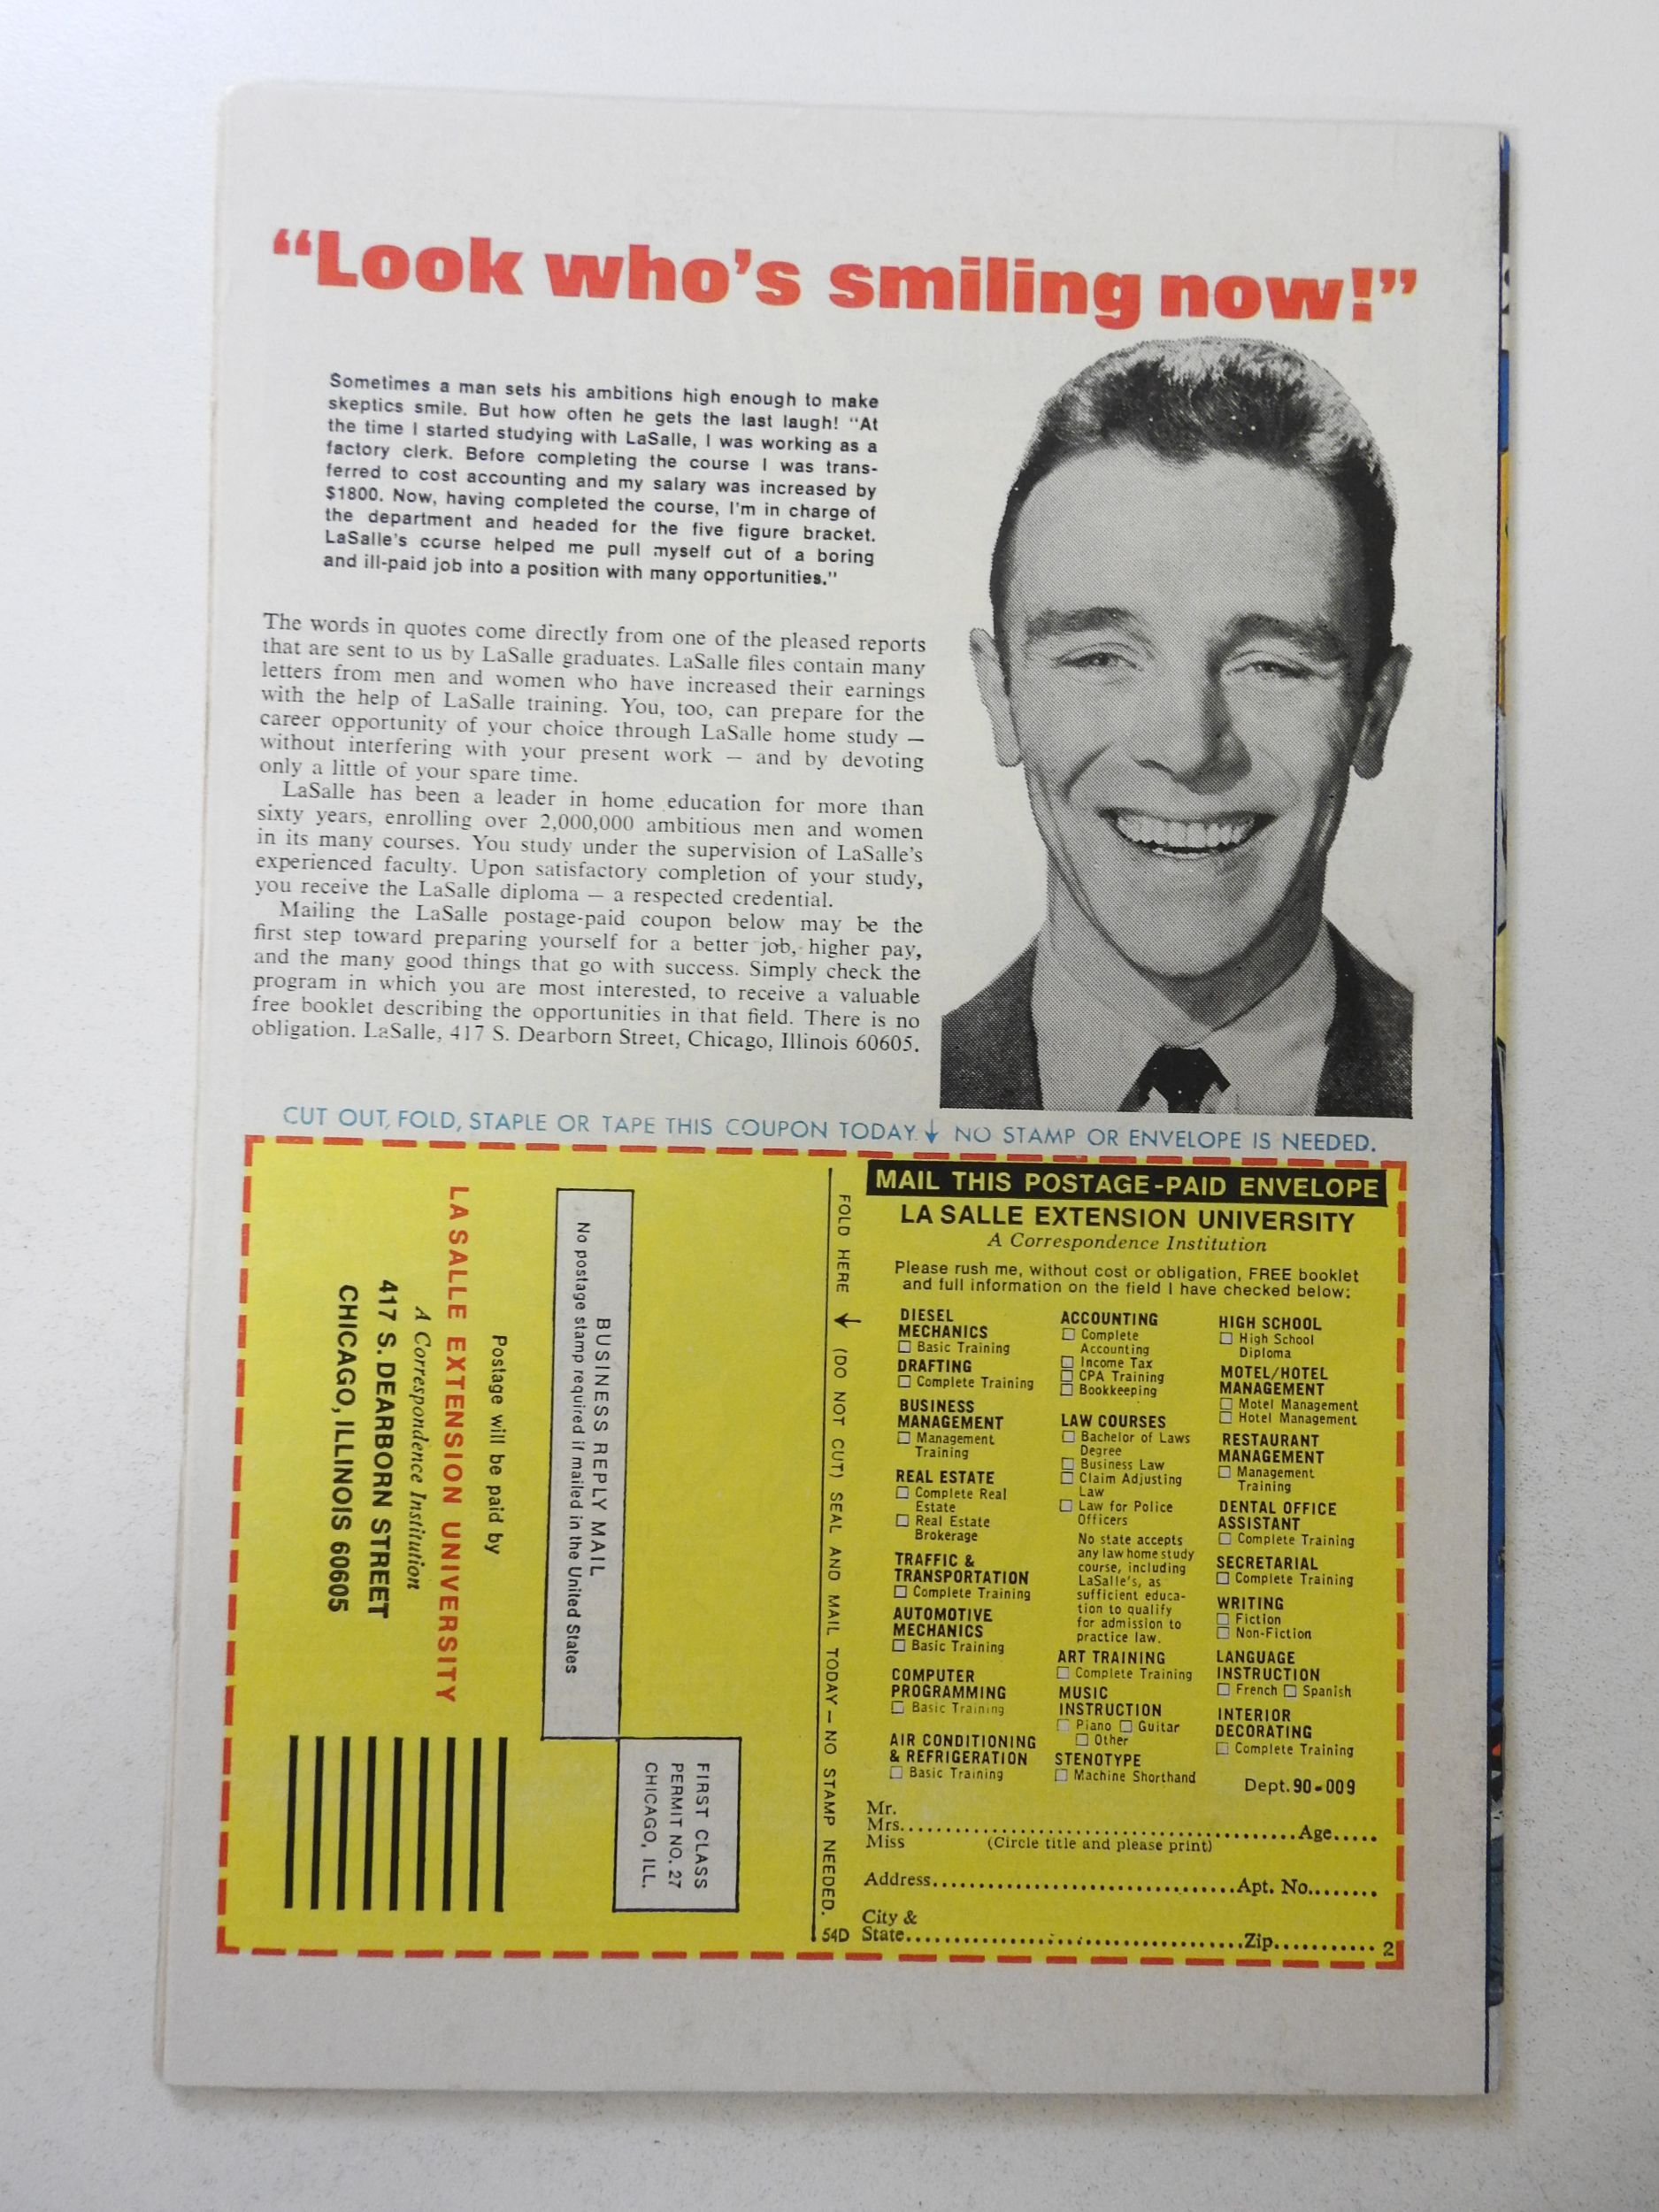 “Look who’s smiling now!”
Sometimes a man sets his ambitions high enough to make
skeptics smile. But how often he gets the last laugh! “At
the time I started studying with LaSalle, I was working as a
factory clerk. Before completing the course I was trans-
ferred to cost accounting and my salary was increased by
$1800. Now, having completed the course, I’m in charge of
the department and headed for the five figure bracket.
LaSalle’s course helped me pull myself out of a boring
and ill-paid job into a position with many opportunities.”
The words in quotes come directly from one of the pleased reports
that are sent to us by LaSalle graduates. LaSalle files contain many
letters from men and women who have increased their earnings
with the help of LaSalle training. You, too, can prepare for the
career opportunity of your choice through LaSalle home study —
without interfering with your present work — and by devoting
only a little of your spare time.
LaSalle has been a leader in home education for more than
sixty years, enrolling over 2,000,000 ambitious men and women
in its many courses. You study under the supervision of LaSalle’s
experienced faculty. Upon satisfactory completion of your study,
you receive the LaSalle diploma — a respected credential.
Mailing the LaSalle postage-paid coupon below may be the
first step toward preparing yourself for a better job, higher pay,
and the many good things that go with success. Simply check the
program in which you are most interested, to receive a valuable
free booklet describing the opportunities in that field. There is no
obligation. LaSalle, 417 S. Dearborn Street, Chicago, Illinois 60605.
CUT OUT, FOLD, STAPLE OR TAPE THIS COUPON TODAY. ↓ NO STAMP OR ENVELOPE IS NEEDED.
FIRST CLASS
PERMIT NO. 27
CHICAGO, ILL.
BUSINESS REPLY MAIL
No postage stamp required if mailed in the United States
Postage will be paid by
LA SALLE EXTENSION UNIVERSITY
A Correspondence Institution
417 S. DEARBORN STREET
CHICAGO, ILLINOIS 60605
FOLD HERE ↓ (DO NOT CUT) SEAL AND MAIL TODAY — NO STAMP NEEDED.
54D
MAIL THIS POSTAGE-PAID ENVELOPE
LA SALLE EXTENSION UNIVERSITY
A Correspondence Institution
Please rush me, without cost or obligation, FREE booklet
and full information on the field I have checked below:
DIESEL
MECHANICS
☐ Basic Training
DRAFTING
☐ Complete Training
BUSINESS
MANAGEMENT
☐ Management
Training
REAL ESTATE
☐ Complete Real
Estate
☐ Real Estate
Brokerage
TRAFFIC &
TRANSPORTATION
☐ Complete Training
AUTOMOTIVE
MECHANICS
☐ Basic Training
COMPUTER
PROGRAMMING
☐ Basic Training
AIR CONDITIONING
& REFRIGERATION
☐ Basic Training
ACCOUNTING
☐ Complete
Accounting
☐ Income Tax
☐ CPA Training
☐ Bookkeeping
LAW COURSES
☐ Bachelor of Laws
Degree
☐ Business Law
☐ Claim Adjusting
Law
☐ Law for Police
Officers
No state accepts
any law home study
course, including
LaSalle’s, as
sufficient educa-
tion to qualify
for admission to
practice law.
ART TRAINING
☐ Complete Training
MUSIC
INSTRUCTION
☐ Piano ☐ Guitar
☐ Other
STENOTYPE
☐ Machine Shorthand
HIGH SCHOOL
☐ High School
Diploma
MOTEL/HOTEL
MANAGEMENT
☐ Motel Management
☐ Hotel Management
RESTAURANT
MANAGEMENT
☐ Management
Training
DENTAL OFFICE
ASSISTANT
☐ Complete Training
SECRETARIAL
☐ Complete Training
WRITING
☐ Fiction
☐ Non-Fiction
LANGUAGE
INSTRUCTION
☐ French ☐ Spanish
INTERIOR
DECORATING
☐ Complete Training
Dept. 90-009
Mr.
Mrs. Age
Miss (Circle title and please print)
Address Apt. No.
City &
State Zip 2